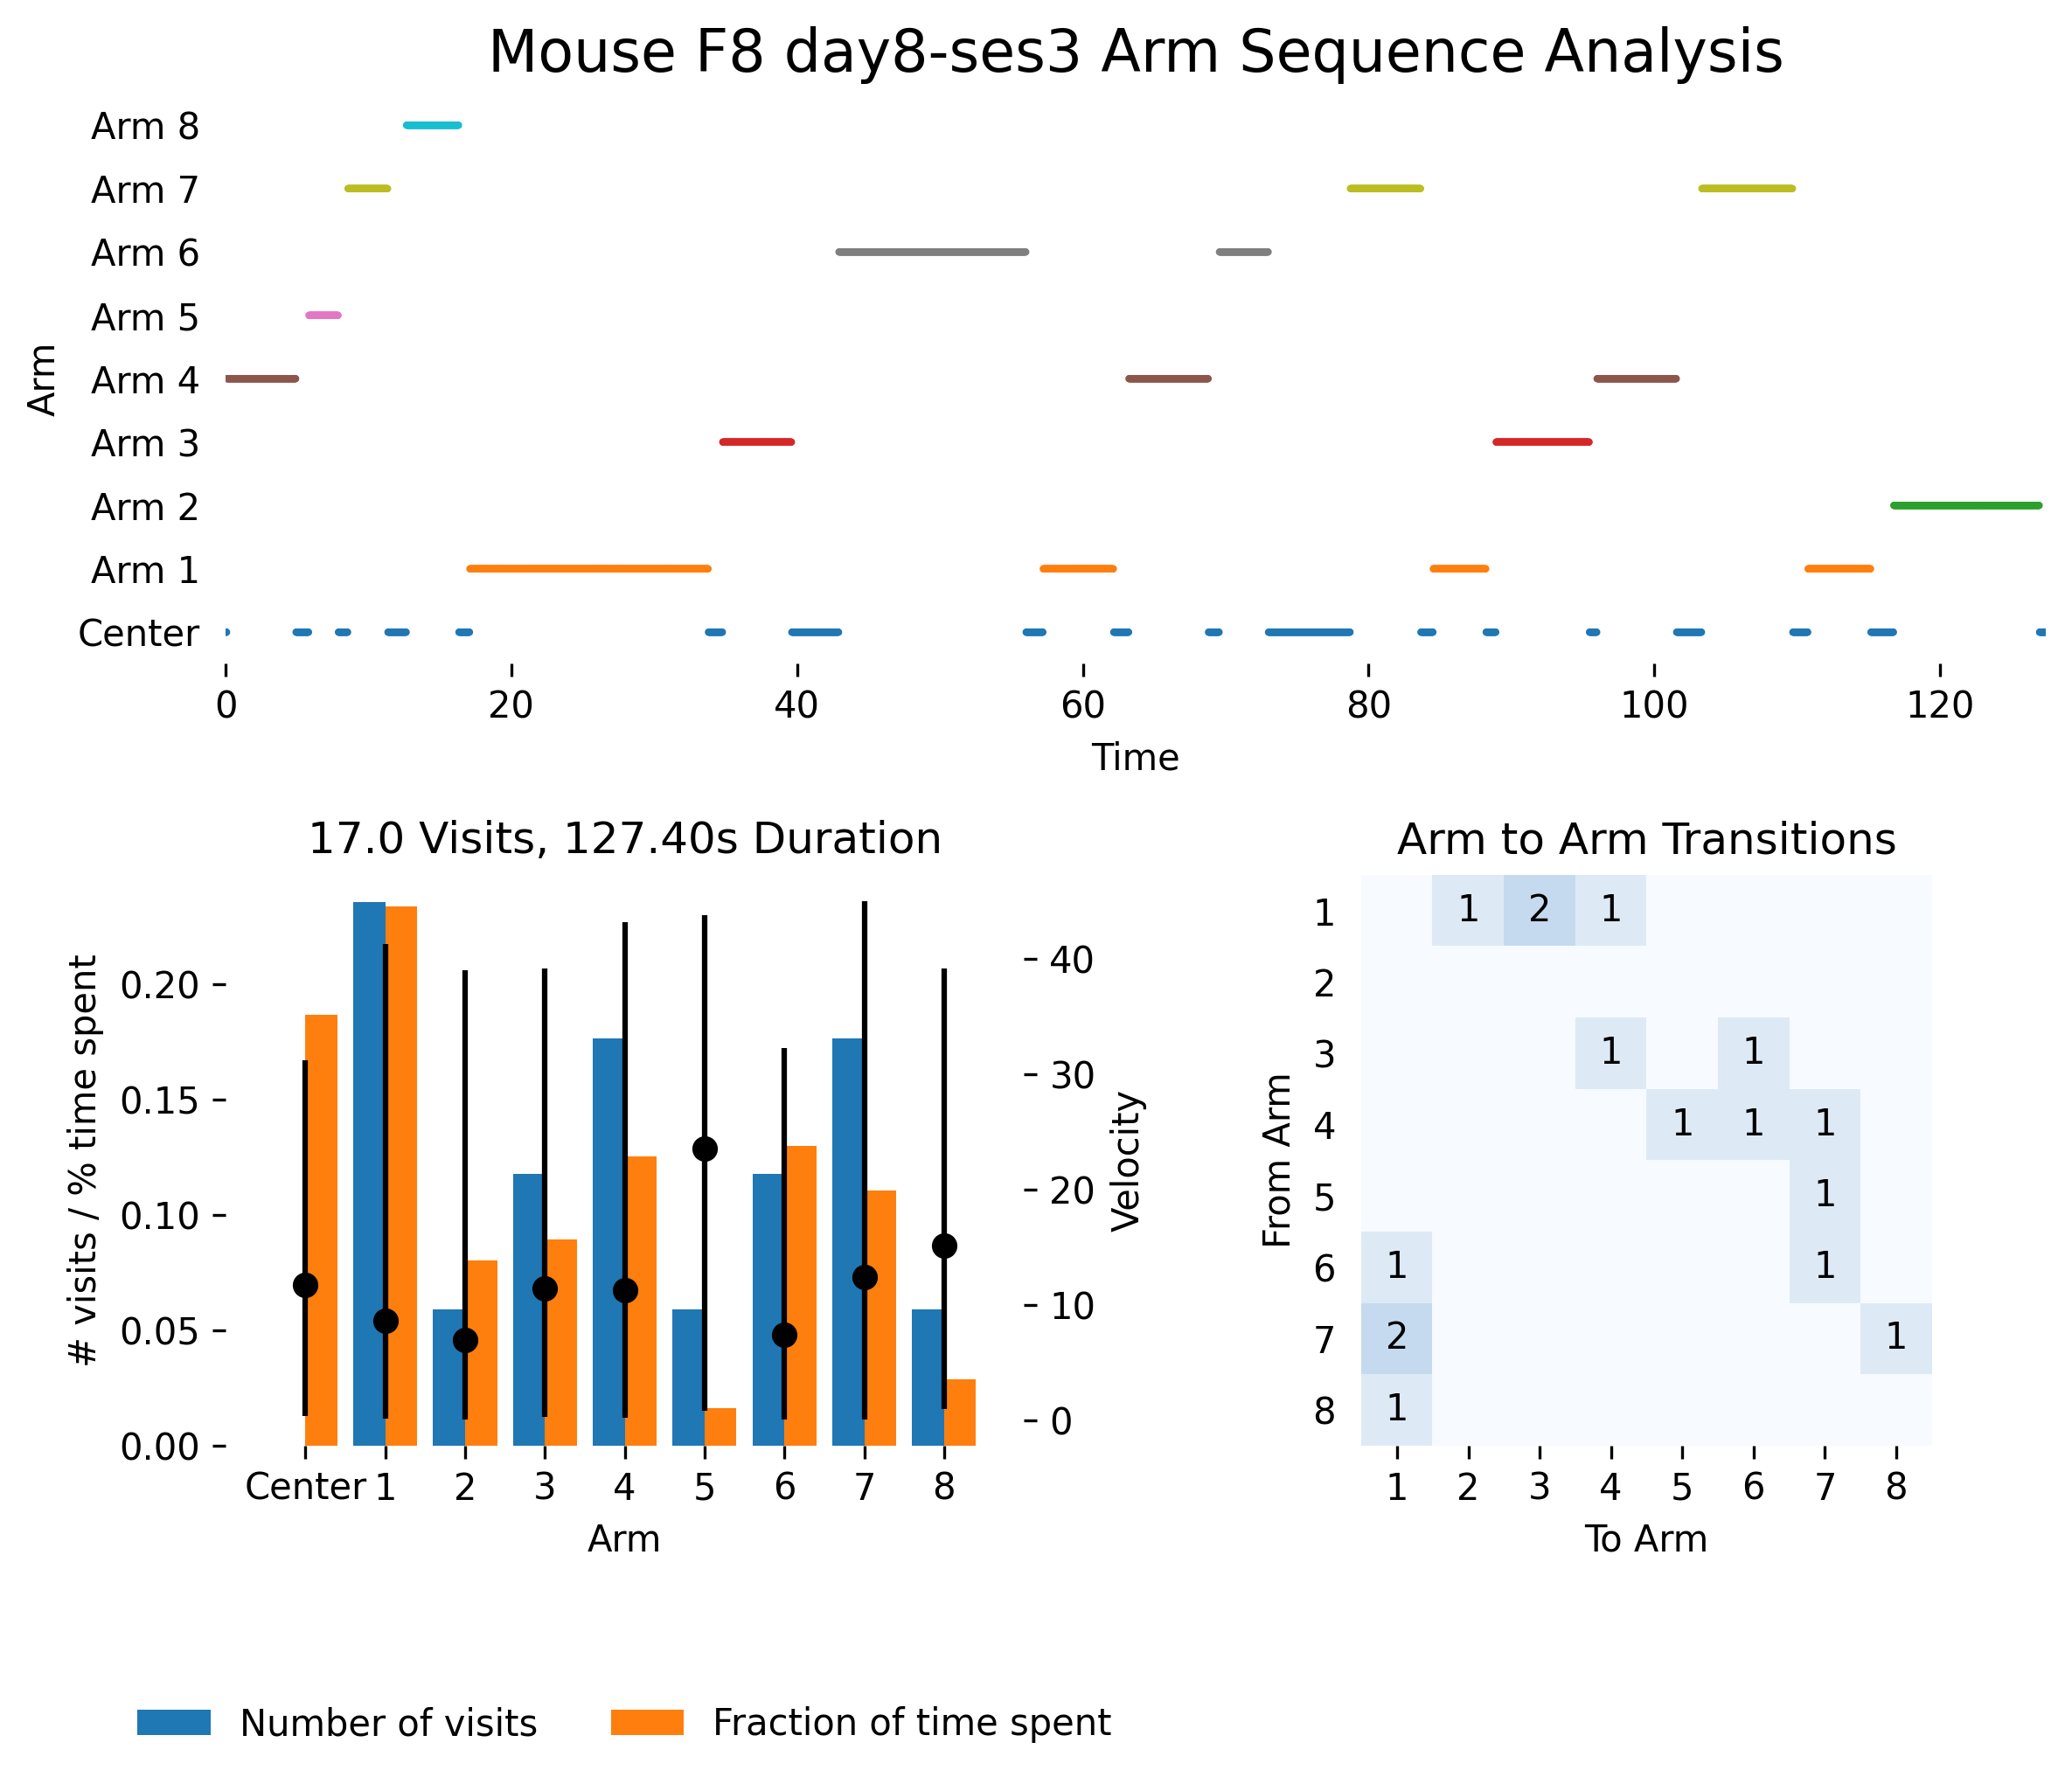 Mouse F8 day8-ses3 Arm Sequence Analysis
Arm
Arm 8
Arm 7
Arm 6
Arm 5
Arm 4
Arm 3
Arm 2
Arm 1
Center
0 20 40 60 80 100 120
Time
17.0 Visits, 127.40s Duration
# visits / % time spent
0.20
0.15
0.10
0.05
0.00
40
30
20
10
0
Velocity
Center 1 2 3 4 5 6 7 8
Arm
Arm to Arm Transitions
From Arm
1 1 2 1
2
3 1 1
4 1 1 1
5 1
6 1 1
7 2 1
8 1
1 2 3 4 5 6 7 8
To Arm
Number of visits Fraction of time spent